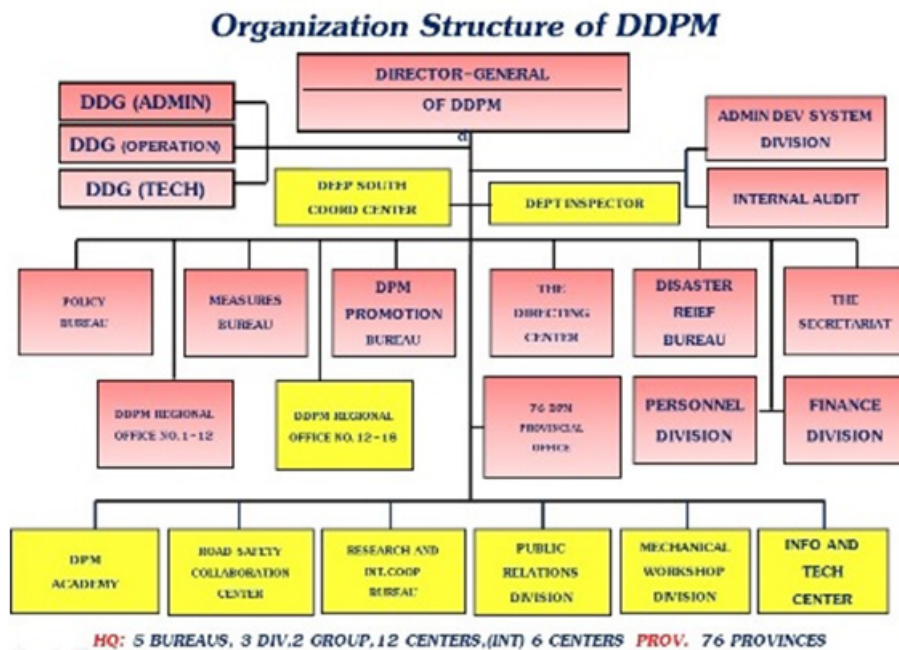 Organization Structure of DDPM
DIRECTOR-GENERAL
OF DDPM
DDG (ADMIN)
DDG (OPERATION)
DDG (TECH)
ADMIN DEV SYSTEM
DIVISION
INTERNAL AUDIT
DEEP SOUTH
COORD CENTER
DEPT INSPECTOR
POLICY
BUREAU
MEASURES
BUREAU
DPM
PROMOTION
BUREAU
THE
DIRECTING
CENTER
DISASTER
REIEF
BUREAU
THE
SECRETARIAT
DDPM REGIONAL
OFFICE NO.1-12
DDPM REGIONAL
OFFICE NO. 12-18
76 DPM
PROVINCIAL
OFFICE
PERSONNEL
DIVISION
FINANCE
DIVISION
DPM
ACADEMY
ROAD SAFETY
COLLABORATION
CENTER
RESEARCH AND
INT.COOP
BUREAU
PUBLIC
RELATIONS
DIVISION
MECHANICAL
WORKSHOP
DIVISION
INFO AND
TECH
CENTER
HQ: 5 BUREAUS, 3 DIV,2 GROUP,12 CENTERS,(INT) 6 CENTERS PROV. 76 PROVINCES